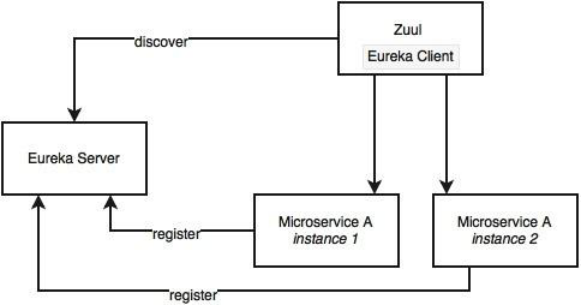 Zuul
Eureka Client
discover
Eureka Server
Microservice A
instance 1
Microservice A
instance 2
register
register